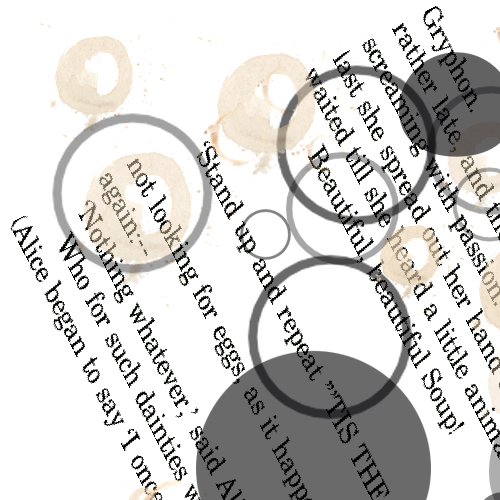 Gryphon.
rather late, and th
screaming with passion.
last she spread out her hand
waited till she heard a little anima
Beautiful, beautiful Soup!
'Stand up and repeat "'TIS THE
not looking for eggs, as it happ
again:...
'Nothing whatever,' said Al
Who for such dainties w
(Alice began to say 'I once